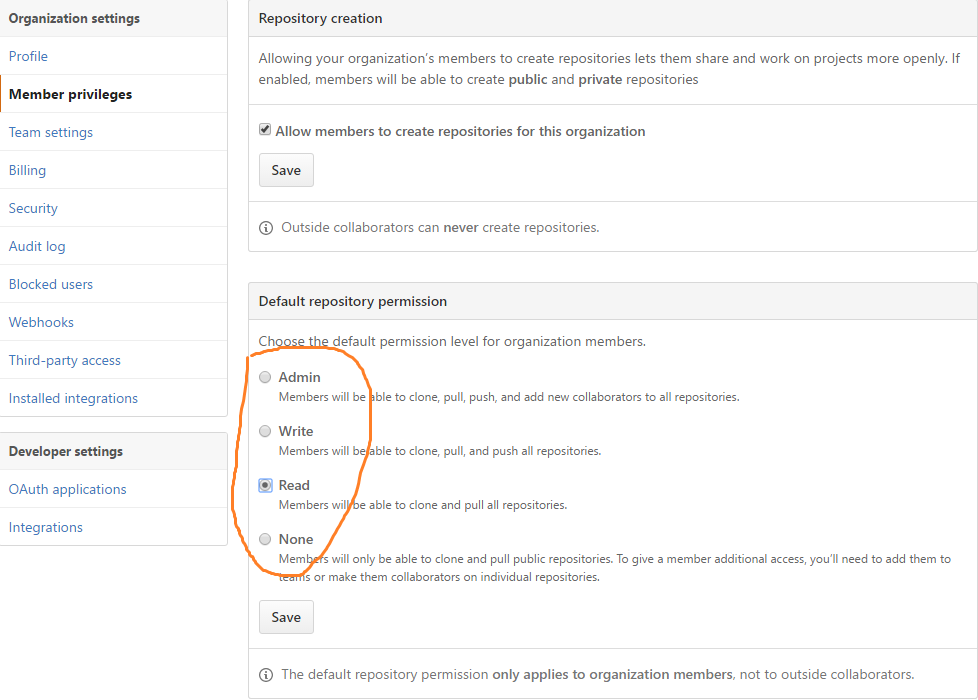 Organization settings
Profile
Member privileges
Team settings
Billing
Security
Audit log
Blocked users
Webhooks
Third-party access
Installed integrations
Developer settings
OAuth applications
Integrations
Repository creation
Allowing your organization's members to create repositories lets them share and work on projects more openly. If
enabled, members will be able to create public and private repositories
Allow members to create repositories for this organization
Save
Outside collaborators can never create repositories.
Default repository permission
Choose the default permission level for organization members.
Admin
Members will be able to clone, pull, push, and add new collaborators to all repositories.
Write
Members will be able to clone, pull, and push all repositories.
Read
Members will be able to clone and pull all repositories.
None
Members will only be able to clone and pull public repositories. To give a member additional access, you'll need to add them to
teams or make them collaborators on individual repositories.
Save
The default repository permission only applies to organization members, not to outside collaborators.